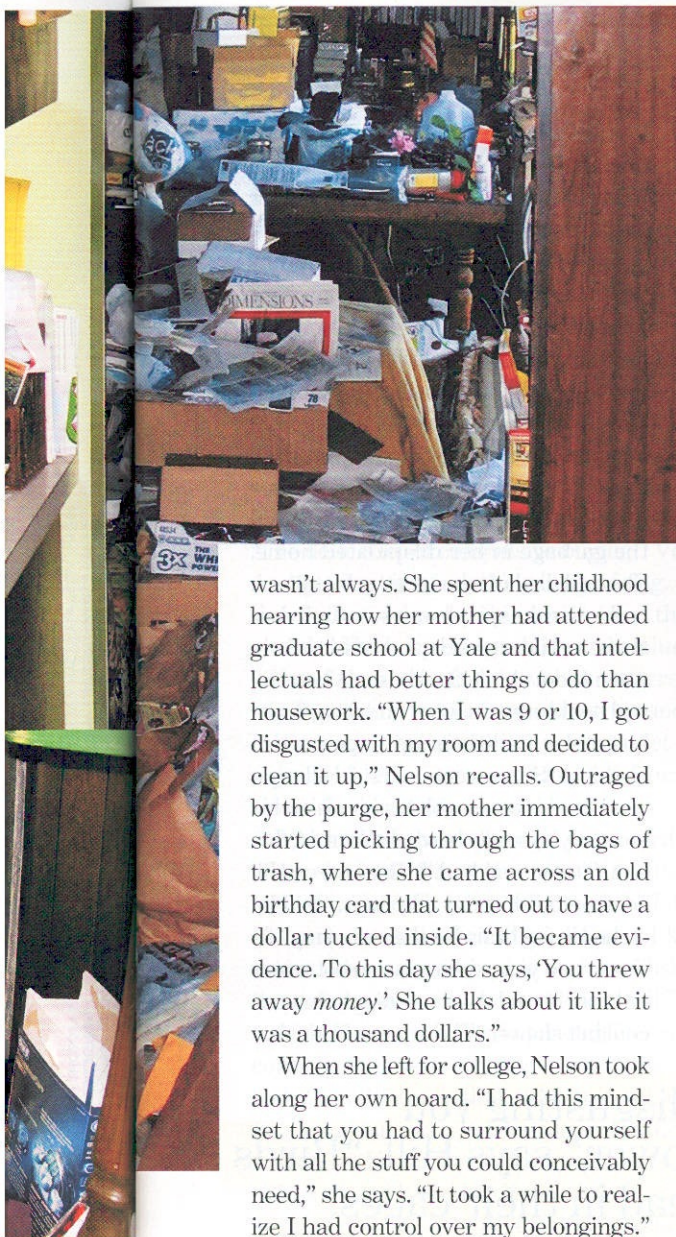 DIMENSIONS
78
3X THE
WHI
POWE
wasn't always. She spent her childhood
hearing how her mother had attended
graduate school at Yale and that intel-
lectuals had better things to do than
housework. “When I was 9 or 10, I got
disgusted with my room and decided to
clean it up,” Nelson recalls. Outraged
by the purge, her mother immediately
started picking through the bags of
trash, where she came across an old
birthday card that turned out to have a
dollar tucked inside. “It became evi-
dence. To this day she says, ‘You threw
away money.’ She talks about it like it
was a thousand dollars.”
When she left for college, Nelson took
along her own hoard. “I had this mind-
set that you had to surround yourself
with all the stuff you could conceivably
need,” she says. “It took a while to real-
ize I had control over my belongings.”